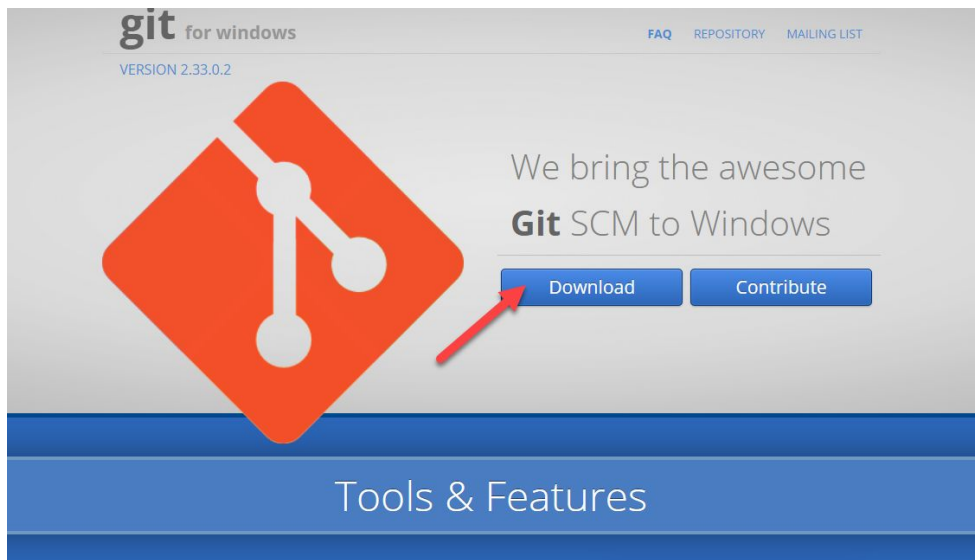 git for windows
FAQ REPOSITORY MAILING LIST
VERSION 2.33.0.2
We bring the awesome
Git SCM to Windows
Download Contribute
Tools & Features